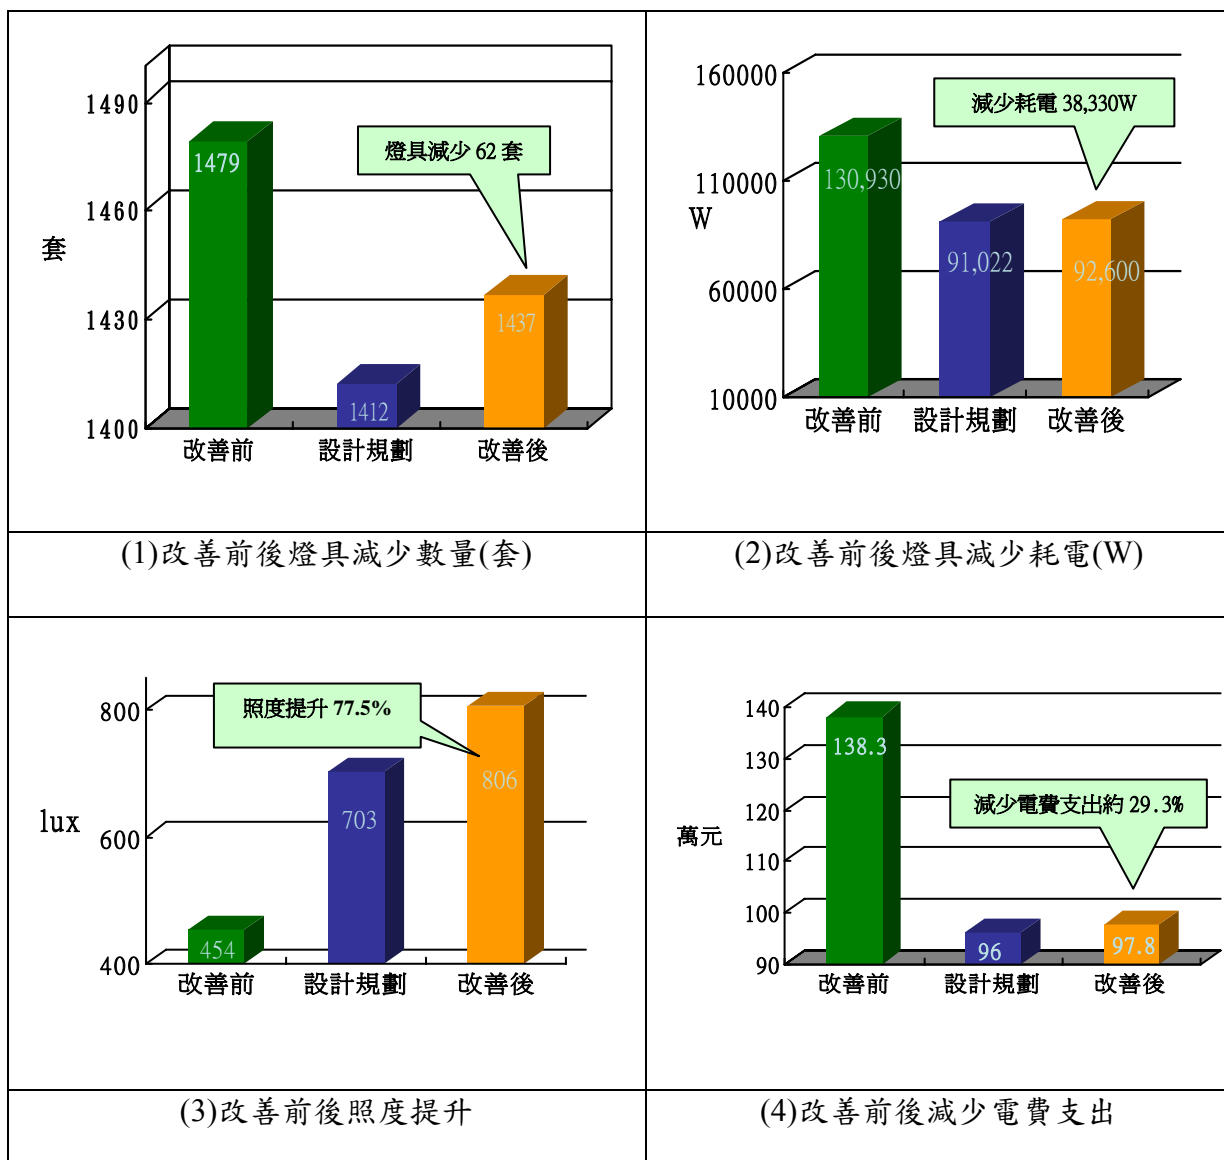 1490
1460
1430
1400
套
1479
1412
1437
燈具減少 62 套
改善前
設計規劃
改善後
160000
110000
60000
10000
W
130,930
91,022
92,600
減少耗電 38,330W
改善前
設計規劃
改善後
(1)改善前後燈具減少數量(套)
(2)改善前後燈具減少耗電(W)
800
600
400
lux
454
703
806
照度提升 77.5%
改善前
設計規劃
改善後
140
130
120
110
100
90
萬元
138.3
96
97.8
減少電費支出約 29.3%
改善前
設計規劃
改善後
(3)改善前後照度提升
(4)改善前後減少電費支出